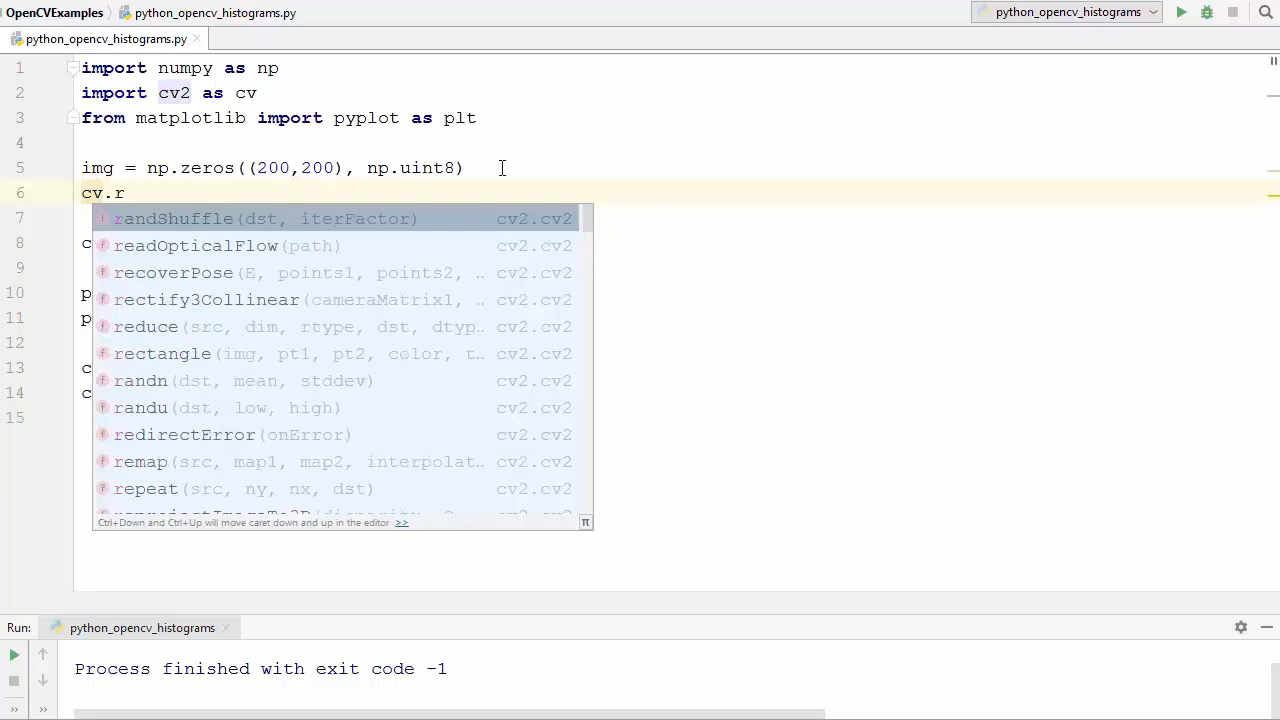 OpenCVExamples python_opencv_histograms.py python_opencv_histograms
python_opencv_histograms.py
1 import numpy as np
2 import cv2 as cv
3 from matplotlib import pyplot as plt
4
5 img = np.zeros((200,200), np.uint8)
6 cv.r
7 randShuffle(dst, iterFactor) cv2.cv2
8 c readOpticalFlow(path) cv2.cv2
9 recoverPose(E, points1, points2, .. cv2.cv2
10 p rectify3Collinear(cameraMatrix1, .. cv2.cv2
11 p reduce(src, dim, rtype, dst, dtyp.. cv2.cv2
12 rectangle(img, pt1, pt2, color, t.. cv2.cv2
13 c randn(dst, mean, stddev) cv2.cv2
14 c randu(dst, low, high) cv2.cv2
15 redirectError(onError) cv2.cv2
remap(src, map1, map2, interpolat.. cv2.cv2
repeat(src, ny, nx, dst) cv2.cv2
Ctrl+Down and Ctrl+Up will move caret down and up in the editor >> π
Run: python_opencv_histograms
Process finished with exit code -1